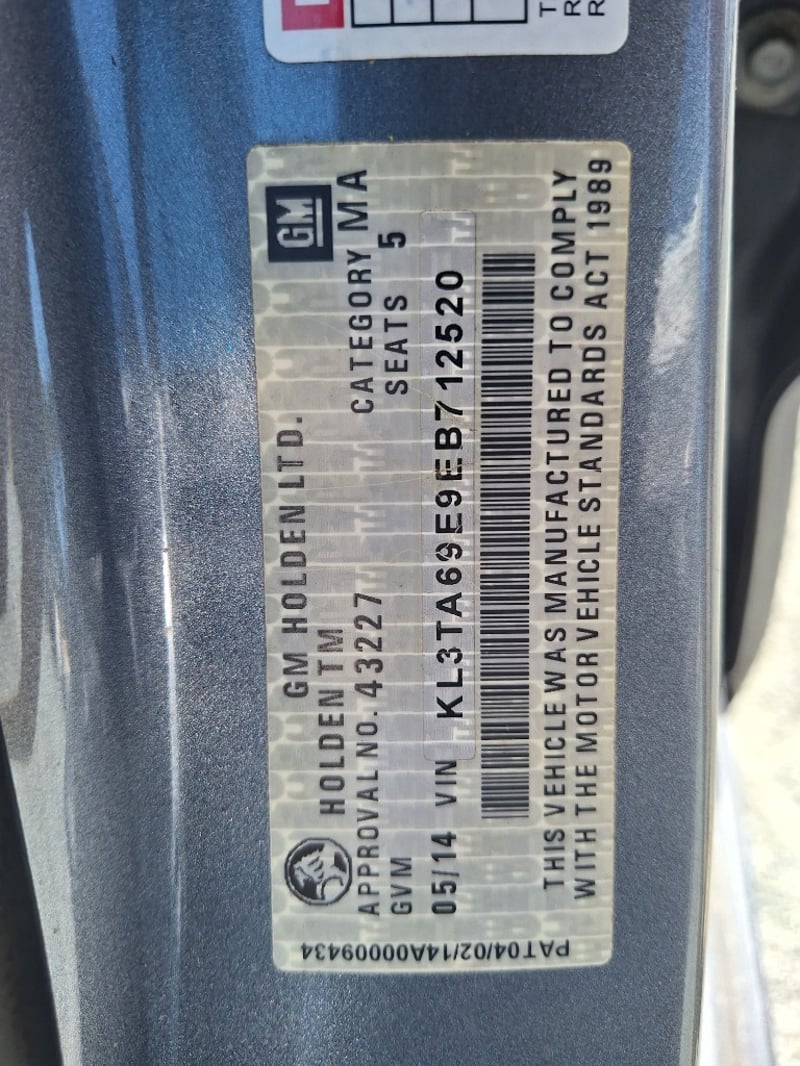 GM
GM HOLDEN LTD.
HOLDEN TM CATEGORY MA
APPROVAL NO. 43227 SEATS 5
GVM
05/14 VIN KL3TA69E9EB712520
THIS VEHICLE WAS MANUFACTURED TO COMPLY
WITH THE MOTOR VEHICLE STANDARDS ACT 1989
PAT04/02/14A00009434